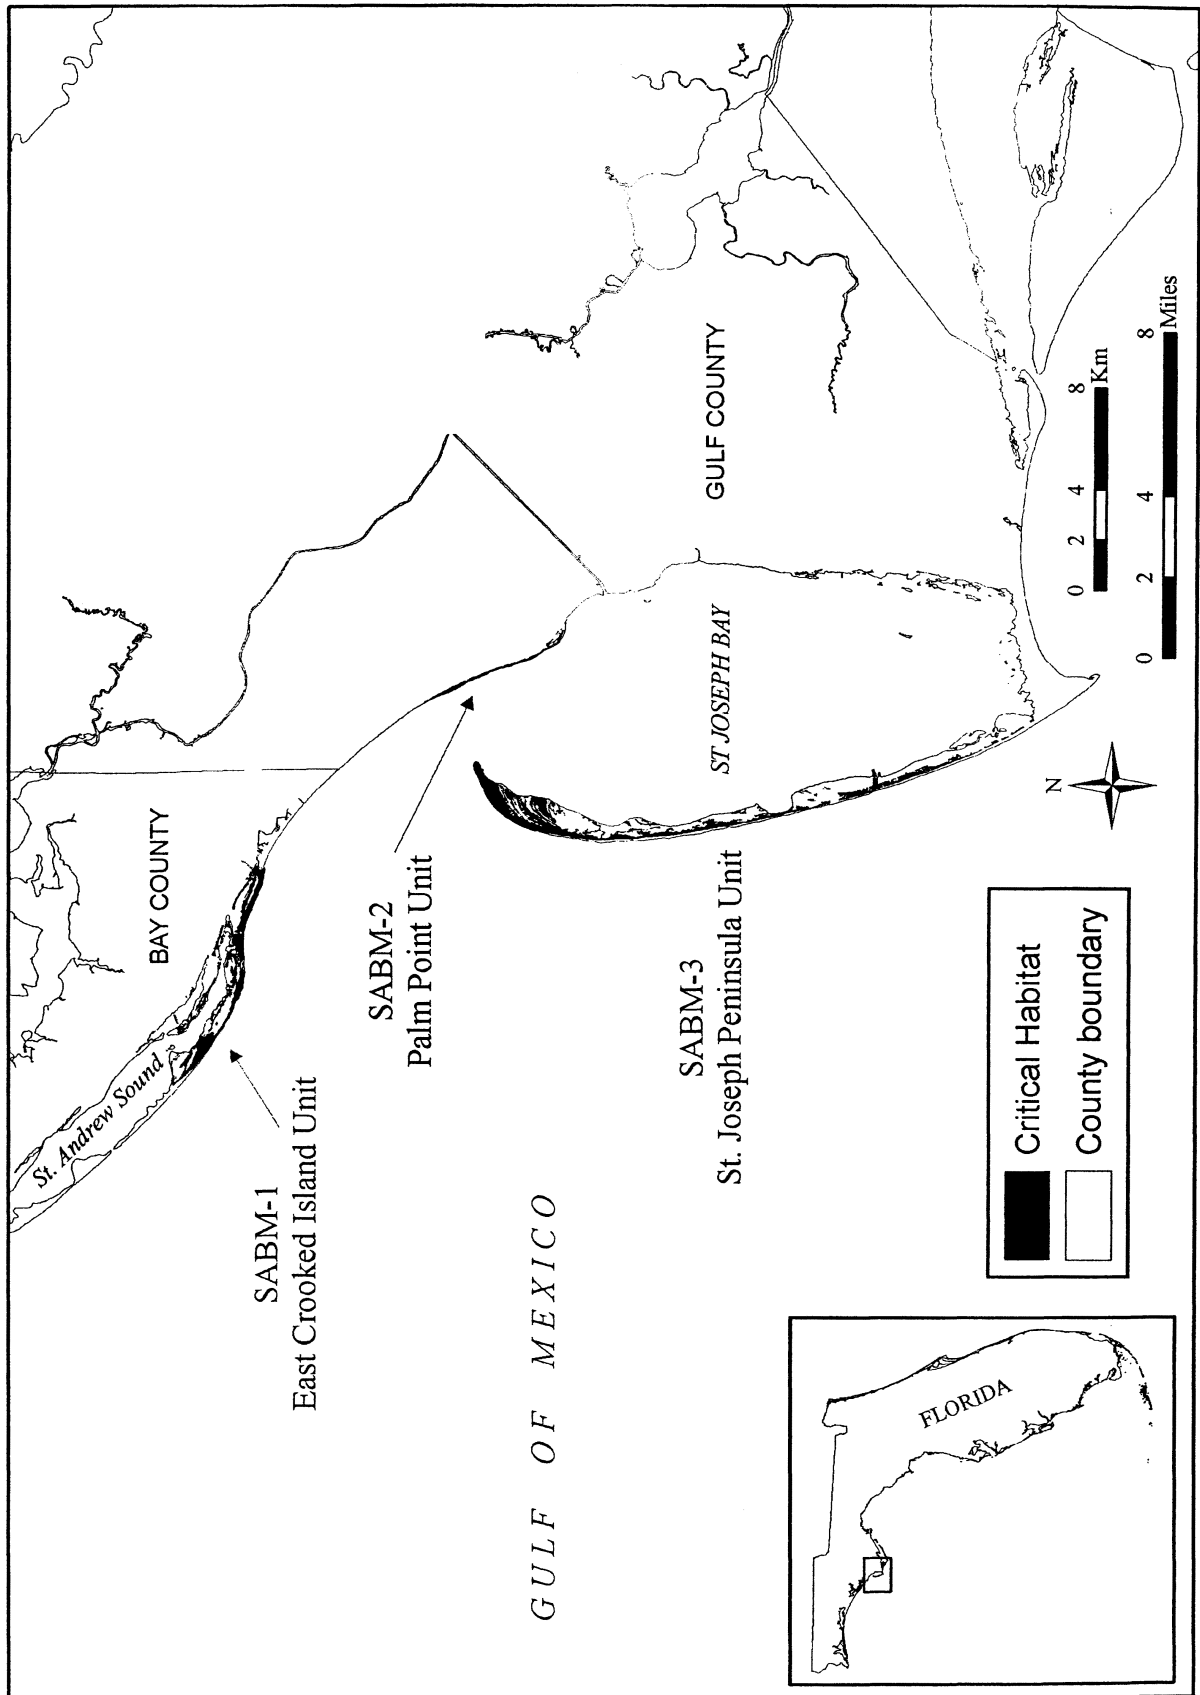 St. Andrew Sound
BAY COUNTY
SABM-1
East Crooked Island Unit
SABM-2
Palm Point Unit
GULF COUNTY
ST JOSEPH BAY
SABM-3
St. Joseph Peninsula Unit
GULF OF MEXICO
N
Critical Habitat
County boundary
0 2 4 8
Km
0 2 4 8
Miles
FLORIDA